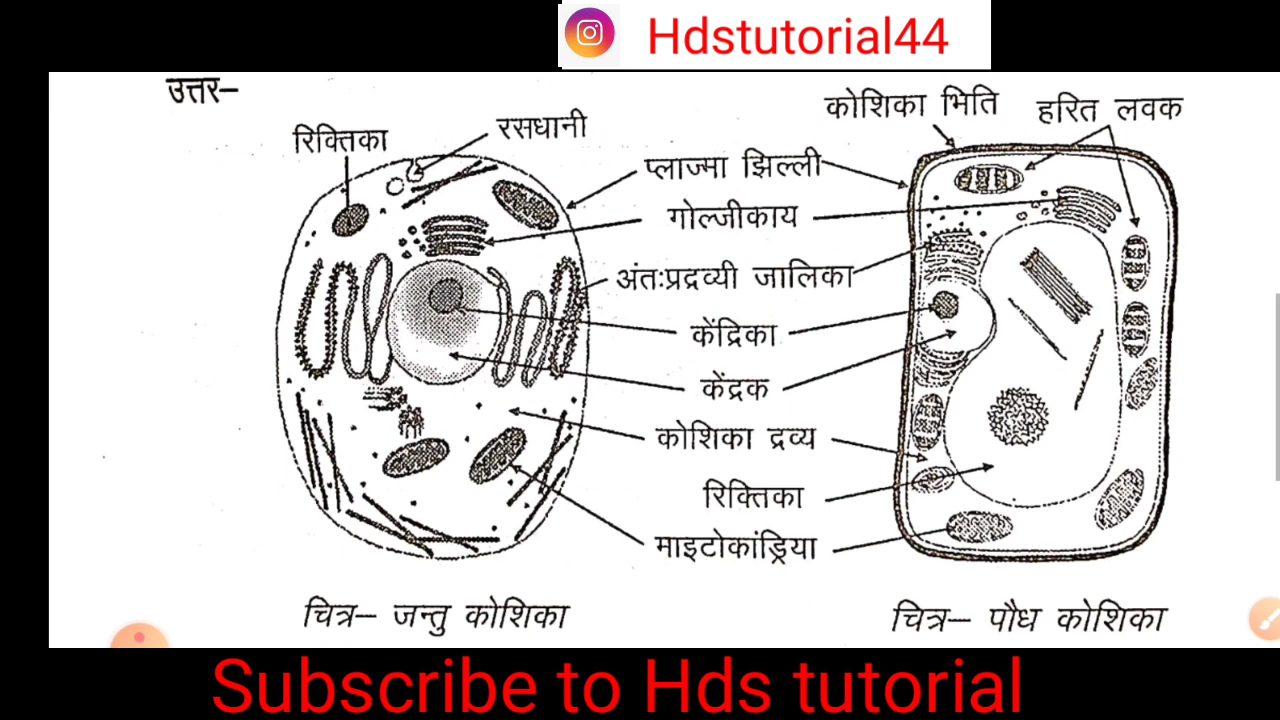 Hdstutorial44
उत्तर–
रिक्तिका
रसधानी
कोशिका भिति
हरित लवक
प्लाज्मा झिल्ली
गोल्जीकाय
अंतःप्रद्रव्यी जालिका
केंद्रिका
केंद्रक
कोशिका द्रव्य
रिक्तिका
माइटोकांड्रिया
चित्र– जन्तु कोशिका
चित्र– पौध कोशिका
Subscribe to Hds tutorial